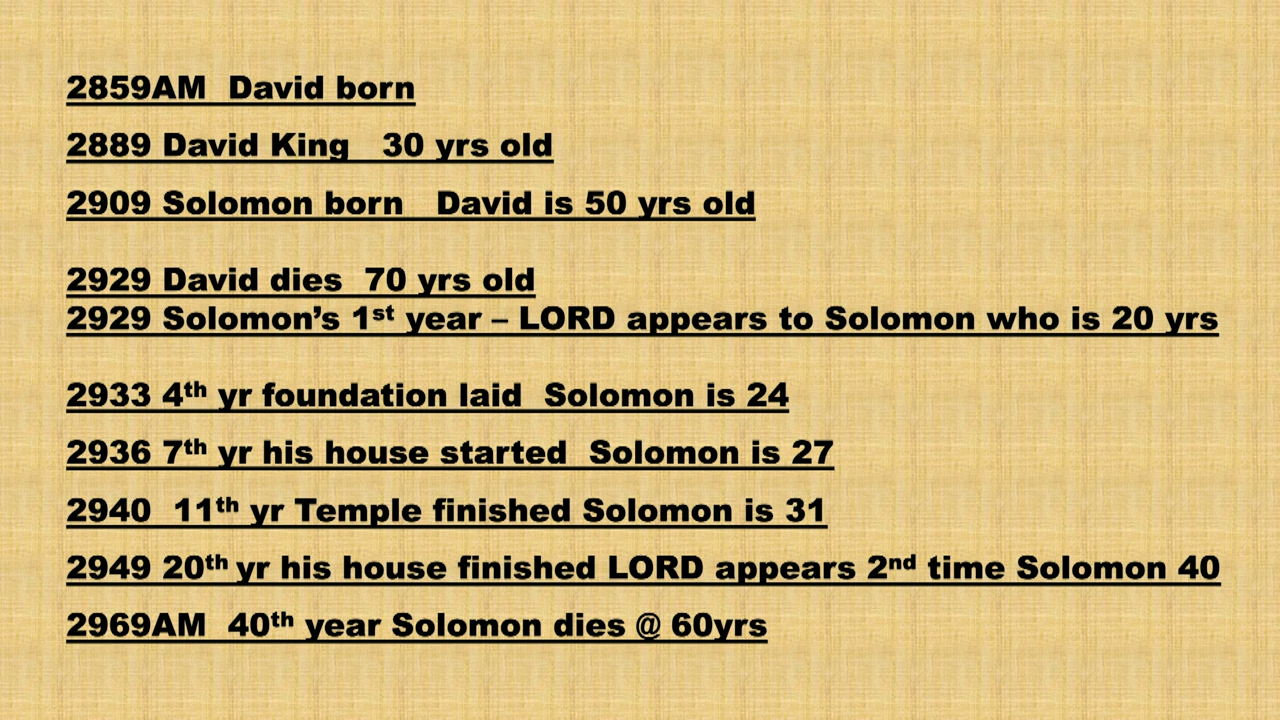 2859AM  David born
2889 David King   30 yrs old
2909 Solomon born   David is 50 yrs old
2929 David dies  70 yrs old
2929 Solomon’s 1st year – LORD appears to Solomon who is 20 yrs
2933 4th yr foundation laid  Solomon is 24
2936 7th yr his house started  Solomon is 27
2940  11th yr Temple finished Solomon is 31
2949 20th yr his house finished LORD appears 2nd time Solomon 40
2969AM  40th year Solomon dies @ 60yrs